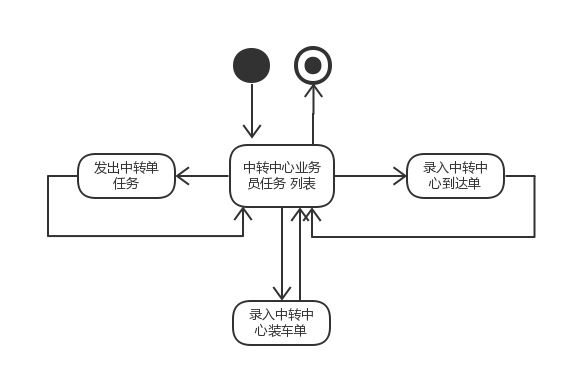 发出中转单
任务
中转中心业务
员任务 列表
录入中转中
心到达单
录入中转中
心装车单